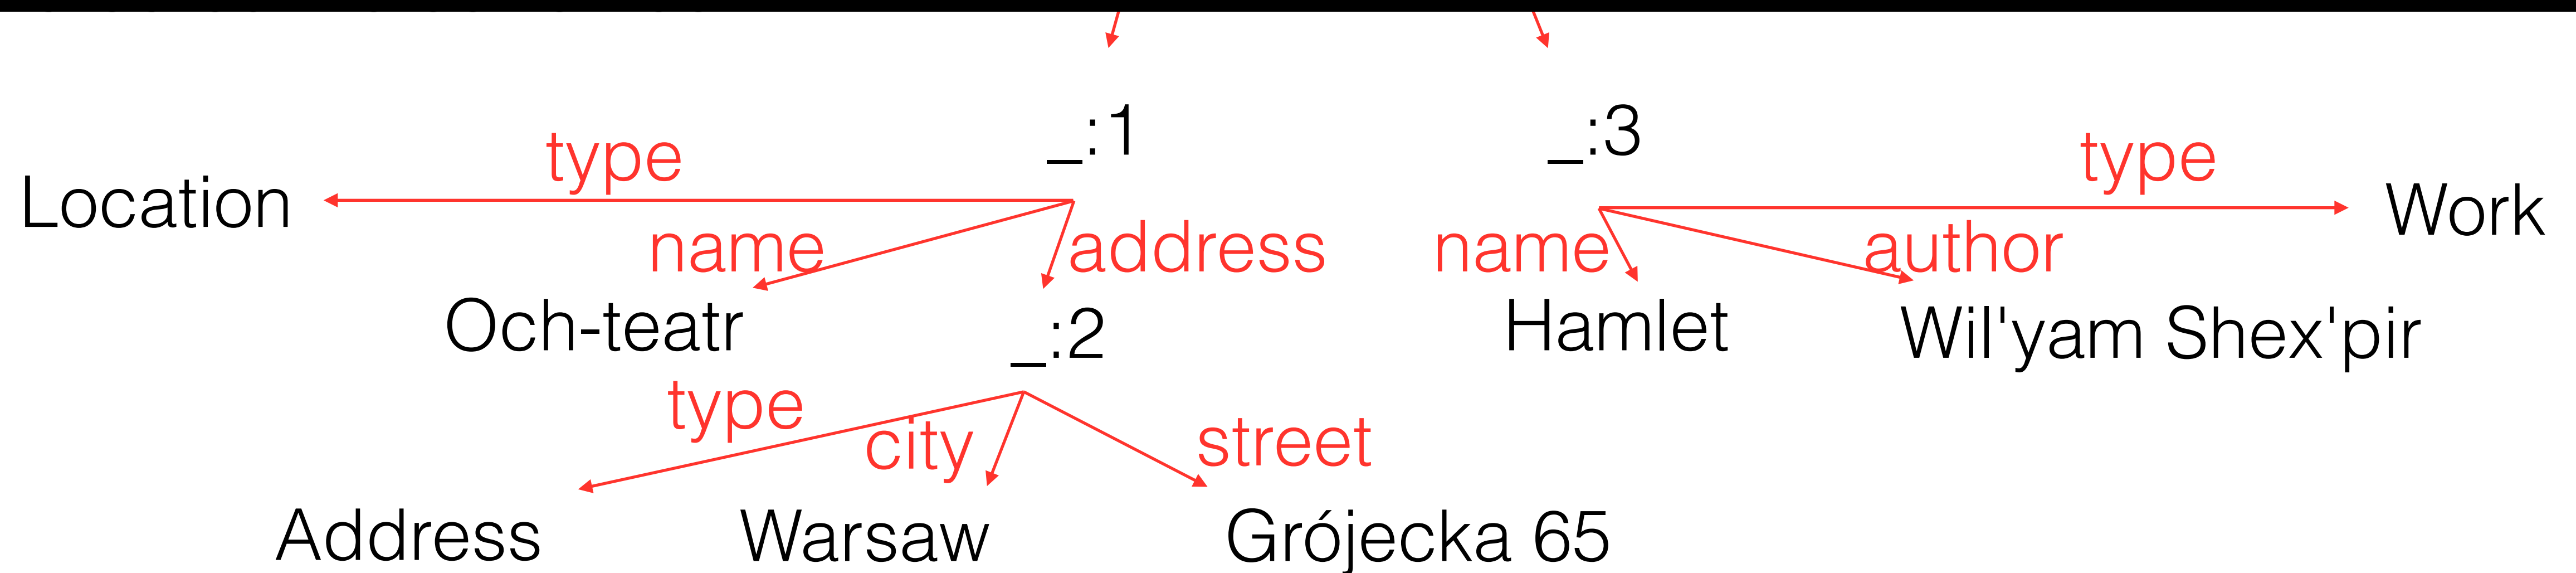 _:1 _:3
type type
Location Work
name address name author
Och-teatr _:2 Hamlet Wil'yam Shex'pir
type city street
Address Warsaw Grójecka 65